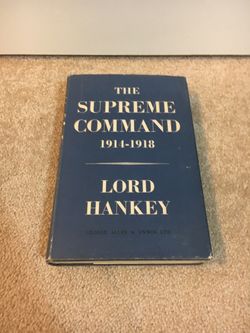 THE
SUPREME
COMMAND
1914-1918
LORD
HANKEY
GEORGE ALLEN & UNWIN LTD